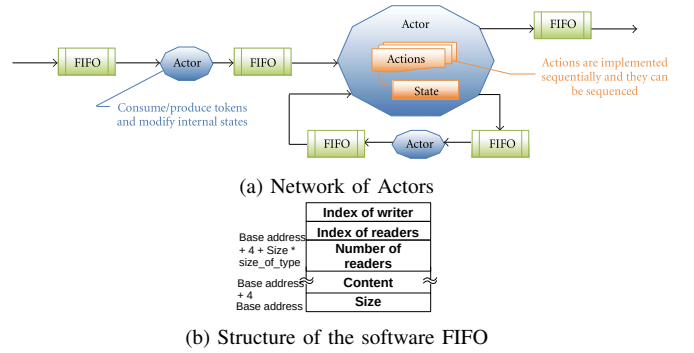 Actor
FIFO
FIFO
Actor
FIFO
Actions
Actions are implemented
sequentially and they can
be sequenced
State
Consume/produce tokens
and modify internal states
FIFO
Actor
FIFO
(a) Network of Actors
Index of writer
Index of readers
Base address
+ 4 + Size *
size_of_type
Number of
readers
Base address
+ 4
Content
Base address
Size
(b) Structure of the software FIFO